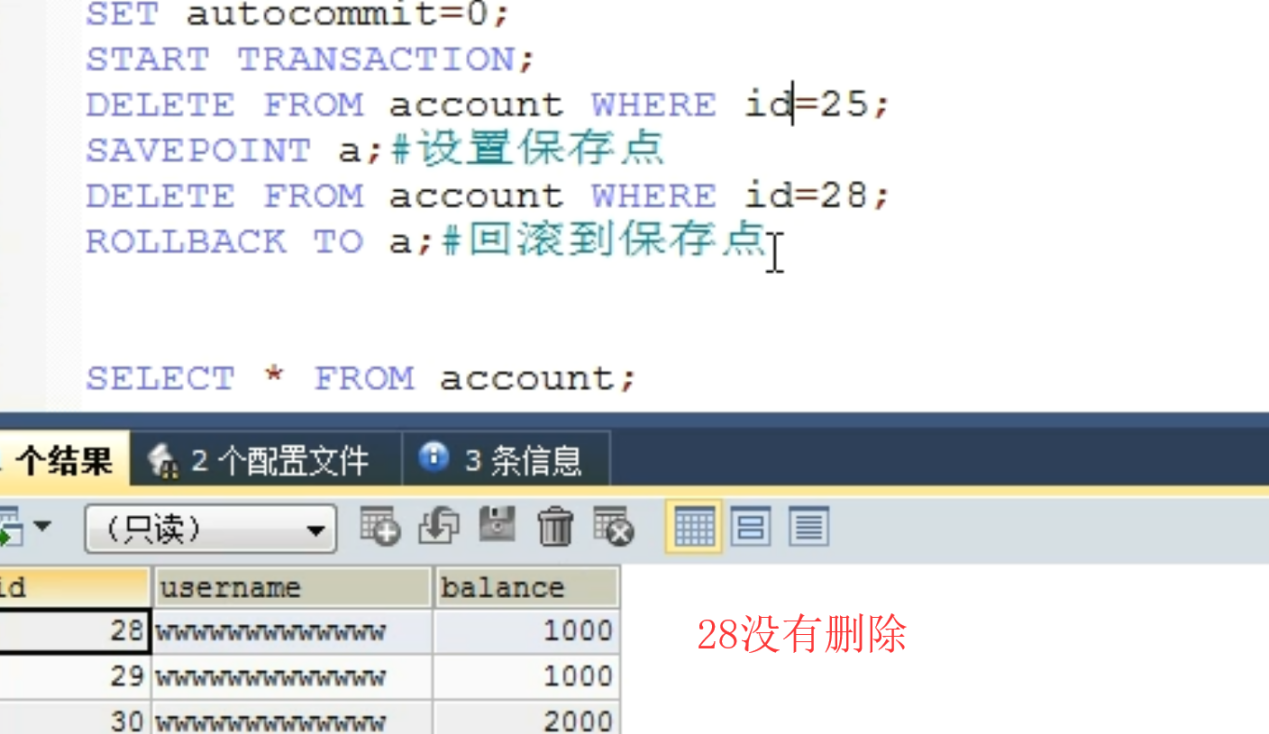 SET autocommit=0;
START TRANSACTION;
DELETE FROM account WHERE id=25;
SAVEPOINT a;#设置保存点
DELETE FROM account WHERE id=28;
ROLLBACK TO a;#回滚到保存点
SELECT * FROM account;
个结果 2 个配置文件 3 条信息
（只读）
id username balance
28 wwwwwwwwwwwww 1000
28没有删除
29 wwwwwwwwwwwww 1000
30 wwwwwwwwwwwww 2000